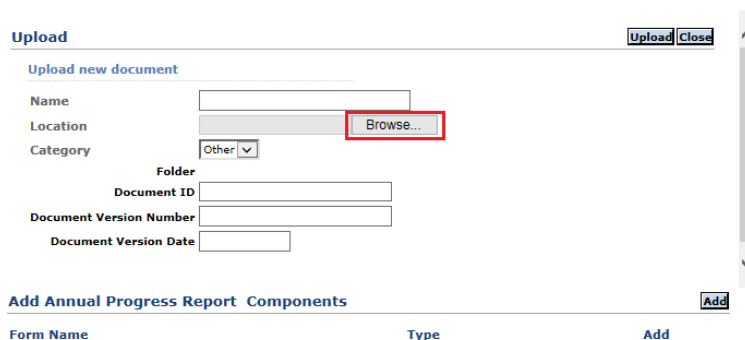 Upload Upload Close
Upload new document
Name
Location Browse...
Category Other
Folder
Document ID
Document Version Number
Document Version Date
Add Annual Progress Report Components Add
Form Name Type Add